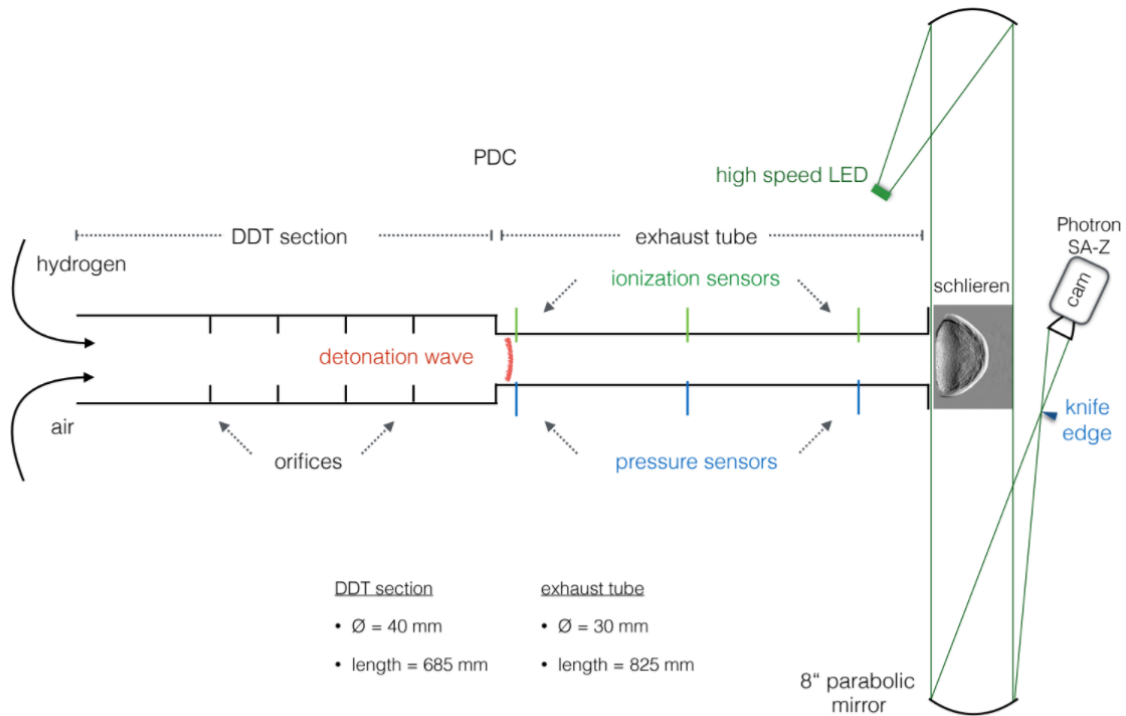 PDC
high speed LED
DDT section
exhaust tube
Photron
SA-Z
hydrogen
ionization sensors
schlieren
cam
detonation wave
air
orifices
pressure sensors
knife
edge
DDT section
• Ø = 40 mm
• length = 685 mm
exhaust tube
• Ø = 30 mm
• length = 825 mm
8“ parabolic
mirror